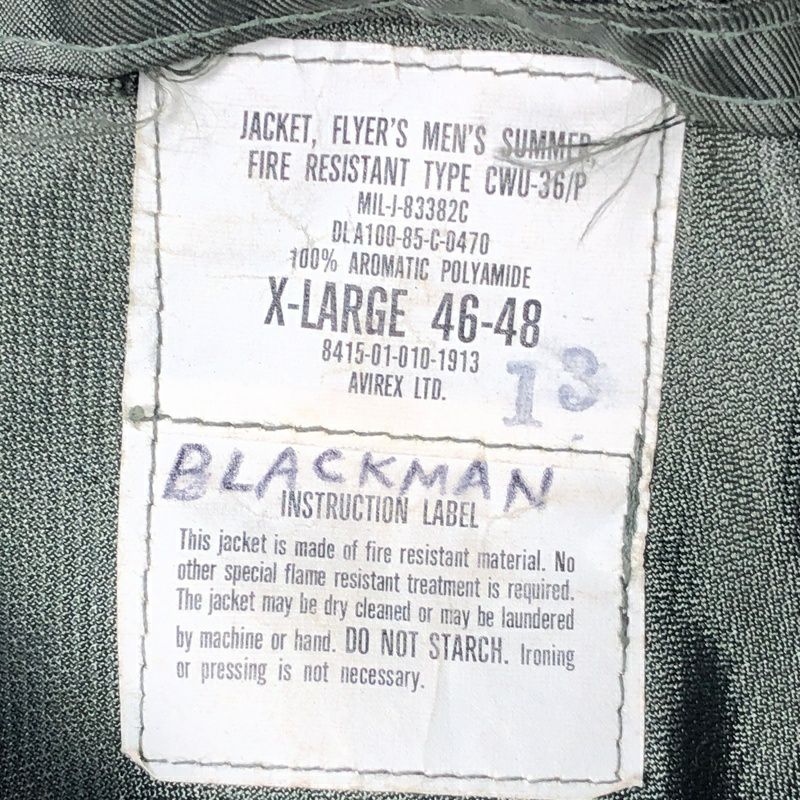 JACKET, FLYER'S MEN'S SUMMER,
FIRE RESISTANT TYPE CWU-36/P
MIL-J-83382C
DLA100-85-C-0470
100% AROMATIC POLYAMIDE
X-LARGE 46-48
8415-01-010-1913
AVIREX LTD.
13
BLACKMAN
INSTRUCTION LABEL
This jacket is made of fire resistant material. No
other special flame resistant treatment is required.
The jacket may be dry cleaned or may be laundered
by machine or hand. DO NOT STARCH. Ironing
or pressing is not necessary.